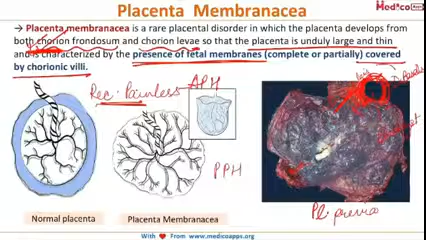 Placenta Membranacea
Medico Apps
→ Placenta membranacea is a rare placental disorder in which the placenta develops from
both chorion frondosum and chorion levae so that the placenta is unduly large and thin
and is characterized by the presence of fetal membranes (complete or partially) covered
by chorionic villi.
Rec. Painless APH
PPH
Pl. previa
Normal placenta
Placenta Membranacea
With ❤ From www.medicoapps.org